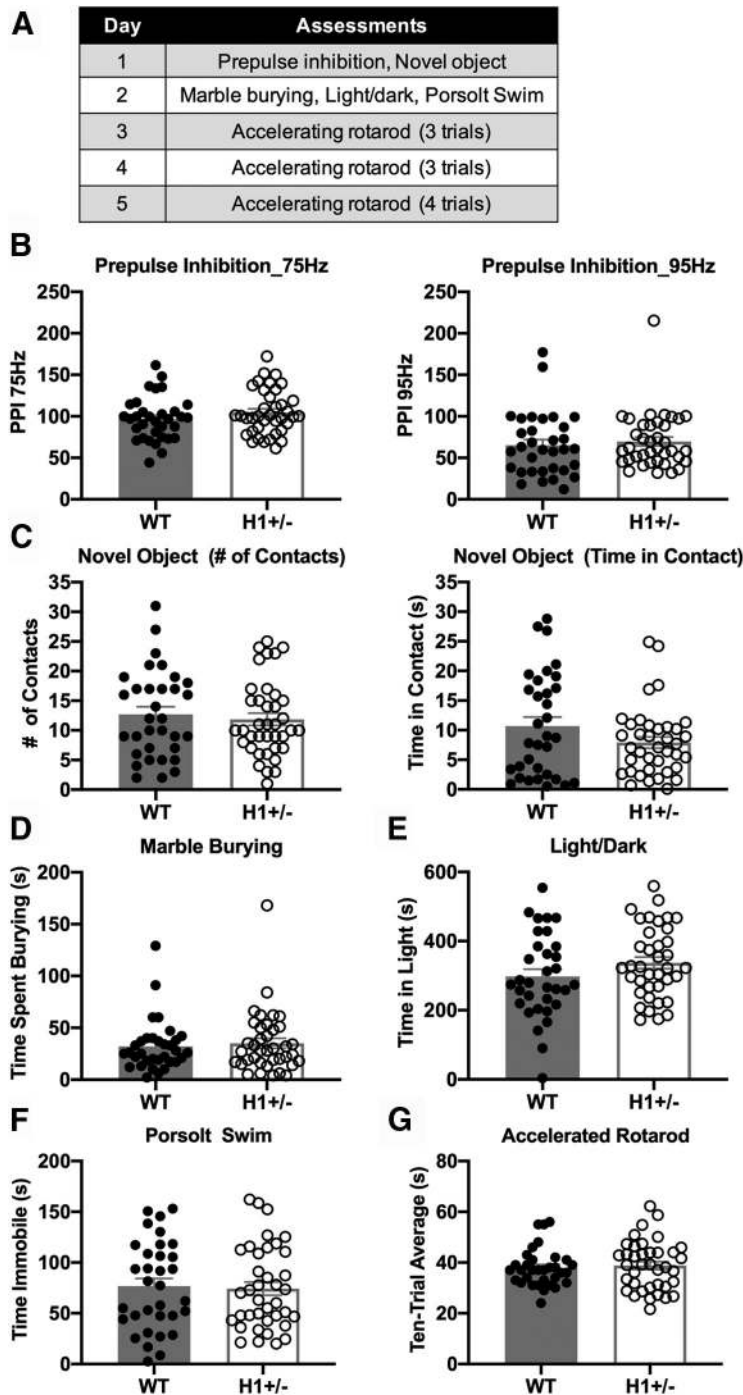 A
Day Assessments
1 Prepulse inhibition, Novel object
2 Marble burying, Light/dark, Porsolt Swim
3 Accelerating rotarod (3 trials)
4 Accelerating rotarod (3 trials)
5 Accelerating rotarod (4 trials)
B
Prepulse Inhibition_75Hz
PPI 75Hz
250
200
150
100
50
0
WT H1+/-
Prepulse Inhibition_95Hz
PPI 95Hz
250
200
150
100
50
0
WT H1+/-
C
Novel Object (# of Contacts)
# of Contacts
35
30
25
20
15
10
5
0
WT H1+/-
Novel Object (Time in Contact)
Time in Contact (s)
35
30
25
20
15
10
5
0
WT H1+/-
D
Marble Burying
Time Spent Burying (s)
200
150
100
50
0
WT H1+/-
E
Light/Dark
Time in Light (s)
600
400
200
0
WT H1+/-
F
Porsolt Swim
Time Immobile (s)
200
150
100
50
0
WT H1+/-
G
Accelerated Rotarod
Ten-Trial Average (s)
80
60
40
20
0
WT H1+/-